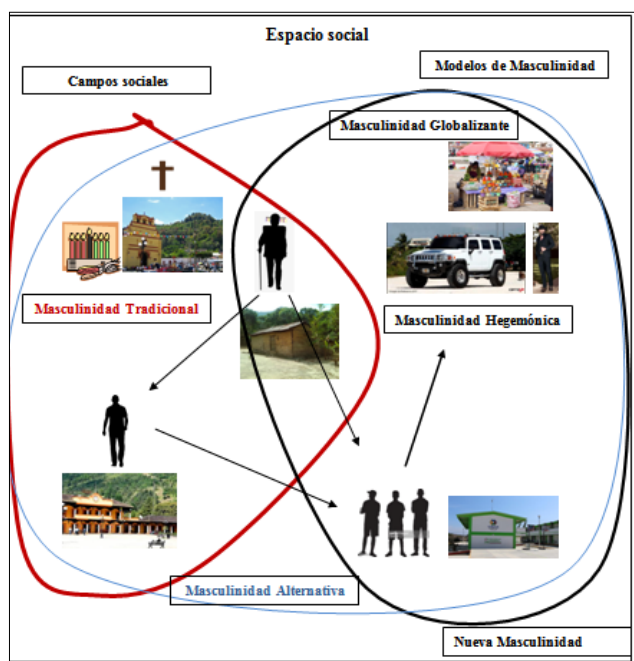 Espacio social
Modelos de Masculinidad
Campos sociales
Masculinidad Globalizante
Masculinidad Tradicional
Masculinidad Hegemónica
Masculinidad Alternativa
Nueva Masculinidad